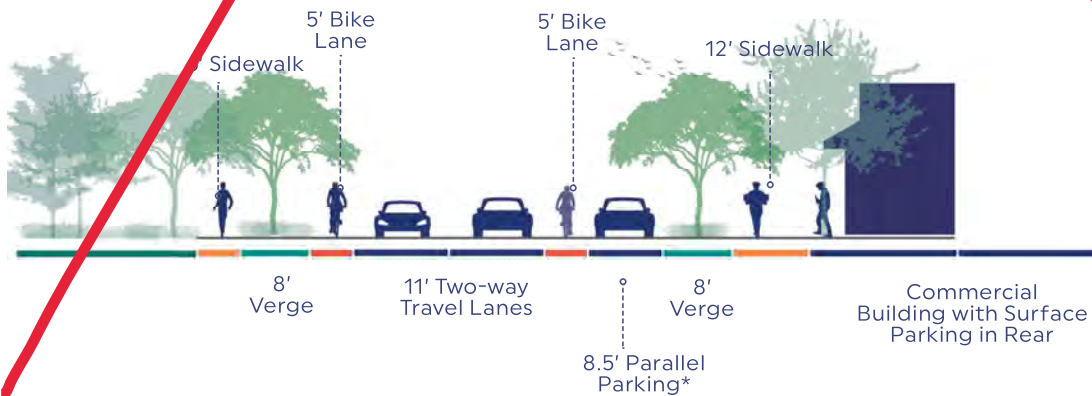 5' Bike
Lane
5' Bike
Lane
Sidewalk
12' Sidewalk
8'
Verge
11' Two-way
Travel Lanes
8'
Verge
Commercial
Building with Surface
Parking in Rear
8.5' Parallel
Parking*